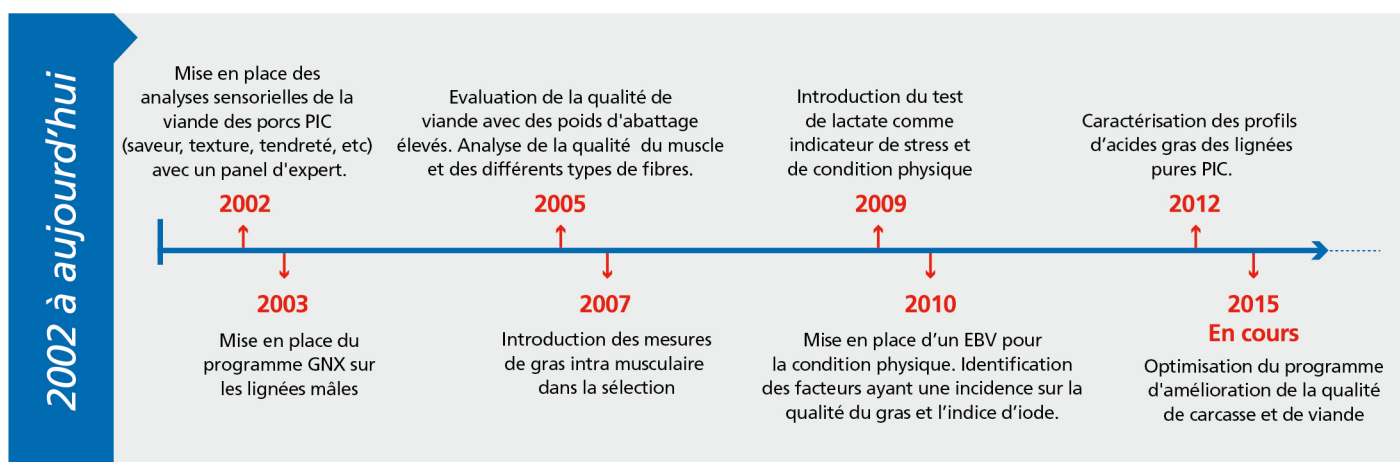 2002 à aujourd’hui
Mise en place des
analyses sensorielles de la
viande des porcs PIC
(saveur, texture, tendreté, etc)
avec un panel d'expert.
2002
Evaluation de la qualité de
viande avec des poids d'abattage
élevés. Analyse de la qualité  du muscle
et des différents types de fibres.
2005
Introduction du test
de lactate comme
indicateur de stress et
de condition physique
2009
Caractérisation des profils
d’acides gras des lignées
pures PIC.
2012
2003
Mise en place du
programme GNX sur
les lignées mâles
2007
Introduction des mesures
de gras intra musculaire
dans la sélection
2010
Mise en place d’un EBV pour
la condition physique. Identification
des facteurs ayant une incidence sur la
qualité du gras et l’indice d’iode.
2015
En cours
Optimisation du programme
d'amélioration de la qualité
de carcasse et de viande